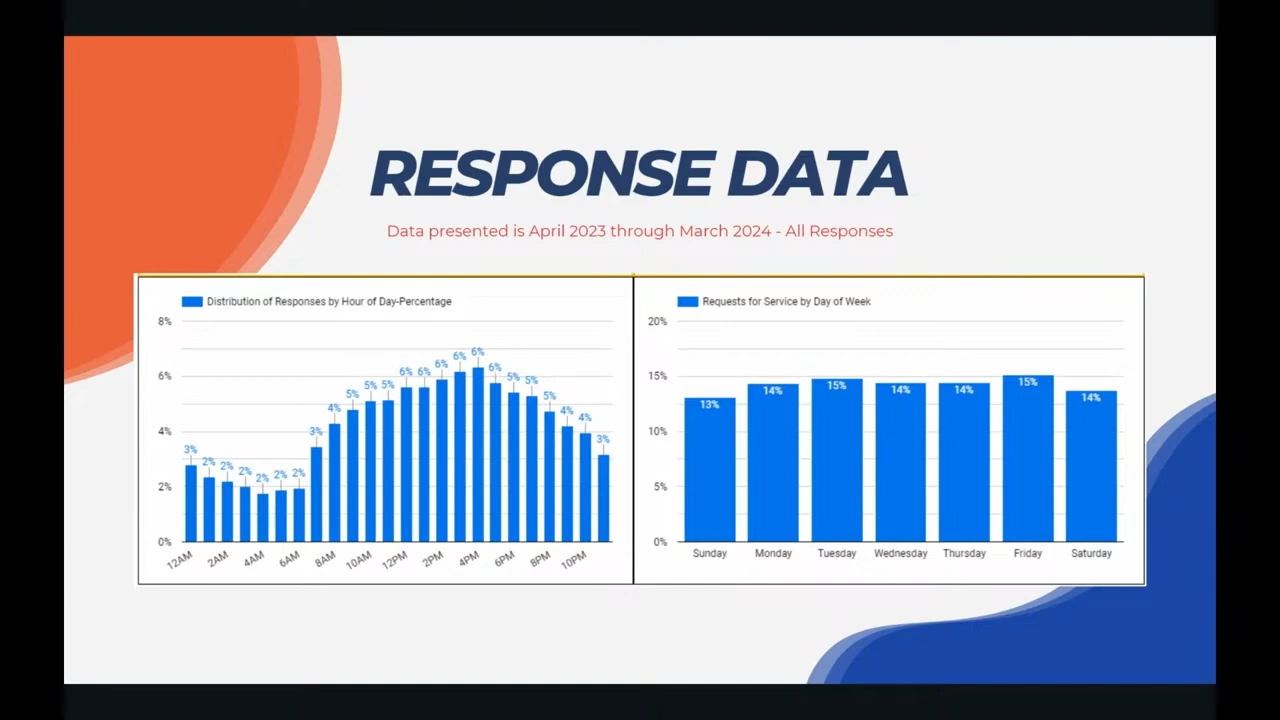 RESPONSE DATA
Data presented is April 2023 through March 2024 - All Responses
Distribution of Responses by Hour of Day-Percentage
8%
6%
4%
2%
0%
3% 2% 2% 2% 2% 2% 2% 3% 4% 5% 5% 5% 6% 6% 6% 6% 6% 6% 5% 5% 5% 4% 4% 3%
12AM 2AM 4AM 6AM 8AM 10AM 12PM 2PM 4PM 6PM 8PM 10PM
Requests for Service by Day of Week
20%
15%
10%
5%
0%
13% 14% 15% 14% 14% 15% 14%
Sunday Monday Tuesday Wednesday Thursday Friday Saturday